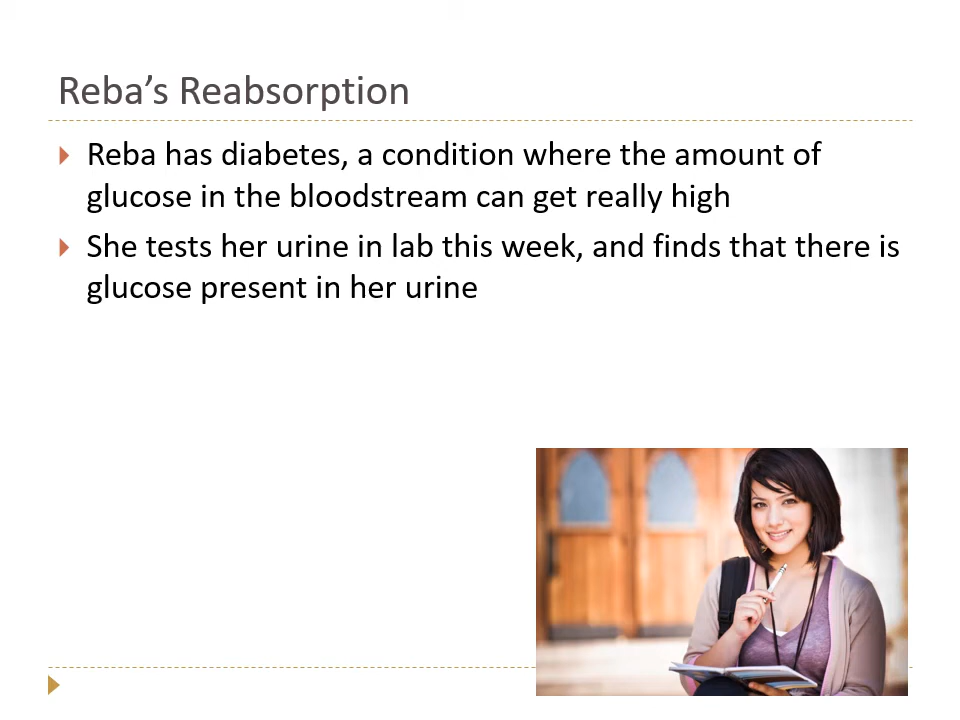 Reba’s Reabsorption
Reba has diabetes, a condition where the amount of
glucose in the bloodstream can get really high
She tests her urine in lab this week, and finds that there is
glucose present in her urine